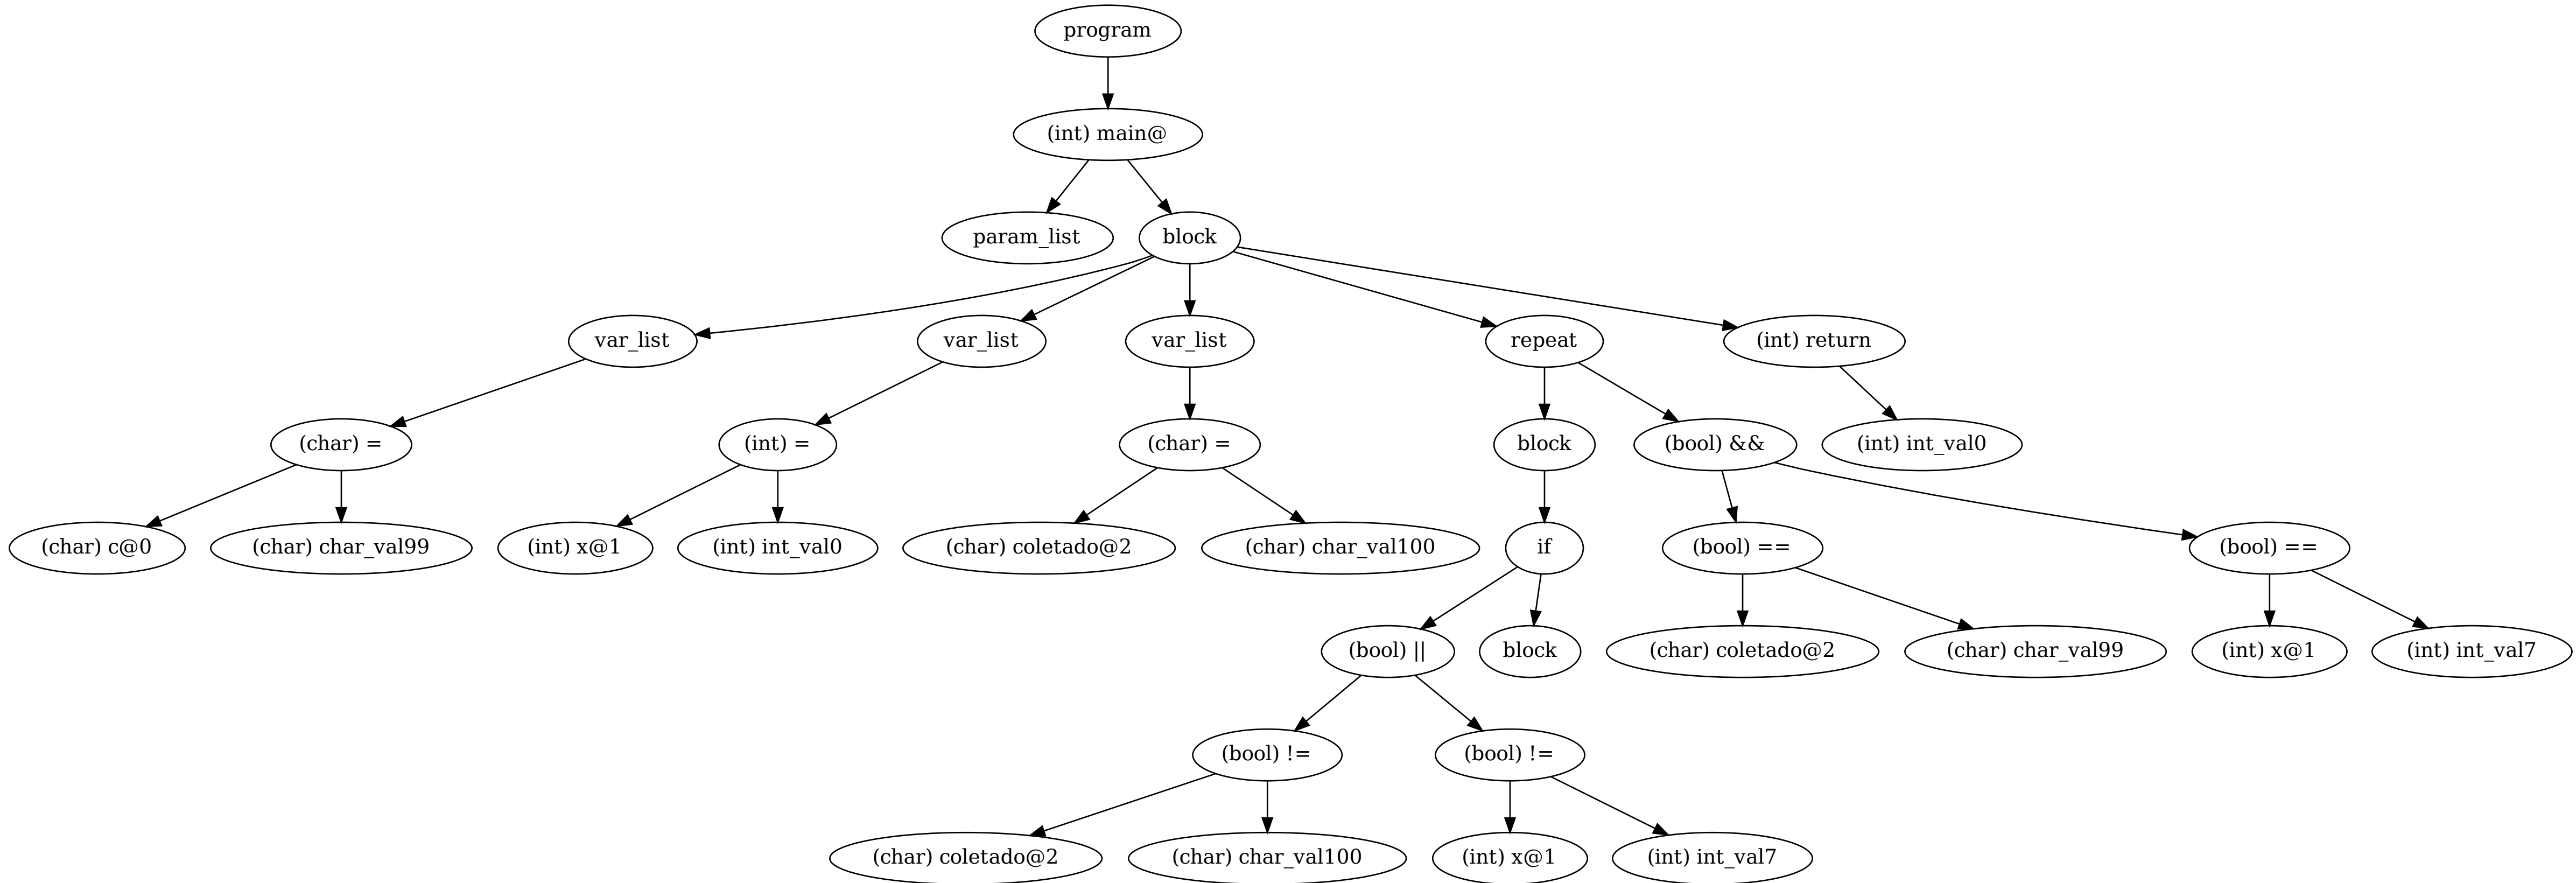 program
(int) main@
param_list
block
var_list
var_list
var_list
repeat
(int) return
(char) =
(int) =
(char) =
block
(bool) &&
(int) int_val0
(char) c@0
(char) char_val99
(int) x@1
(int) int_val0
(char) coletado@2
(char) char_val100
if
(bool) ==
(bool) ==
(bool) ||
block
(char) coletado@2
(char) char_val99
(int) x@1
(int) int_val7
(bool) !=
(bool) !=
(char) coletado@2
(char) char_val100
(int) x@1
(int) int_val7